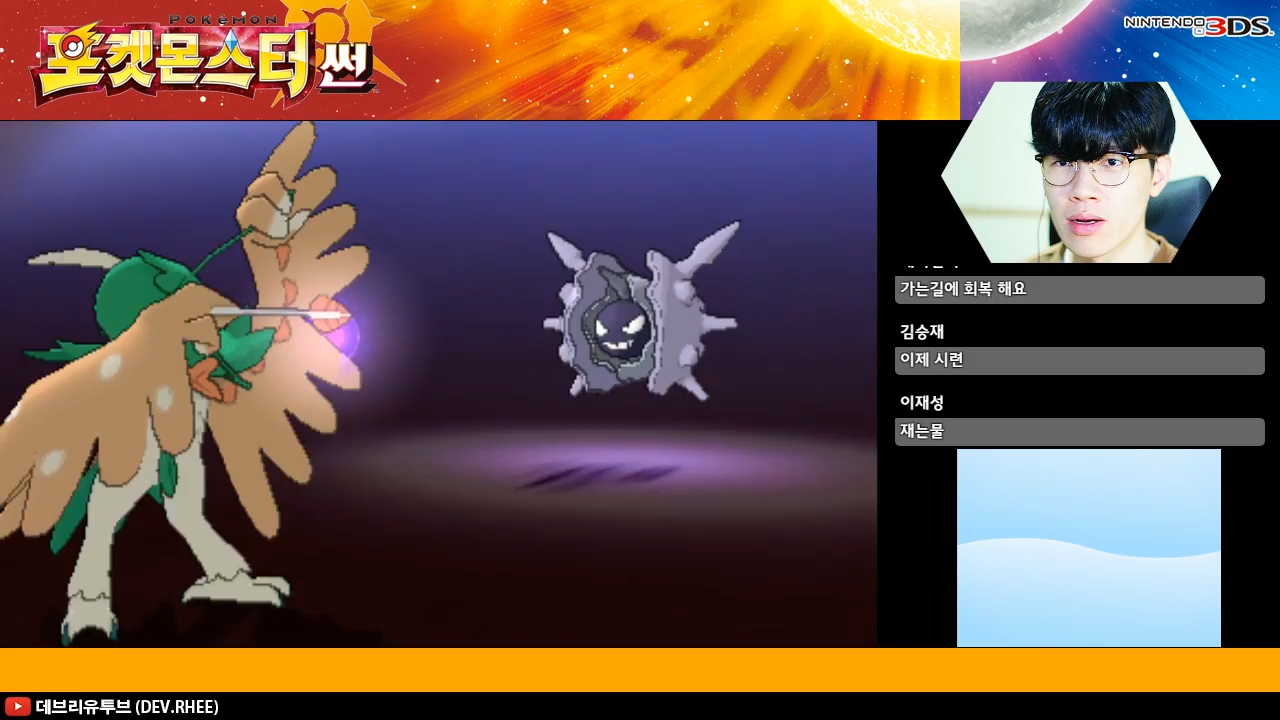 POKéMON
포켓몬스터 썬
NINTENDO 3DS
가는길에 회복 해요
김승재
이제 시련
이재성
재는물
데브리유투브 (DEV.RHEE)